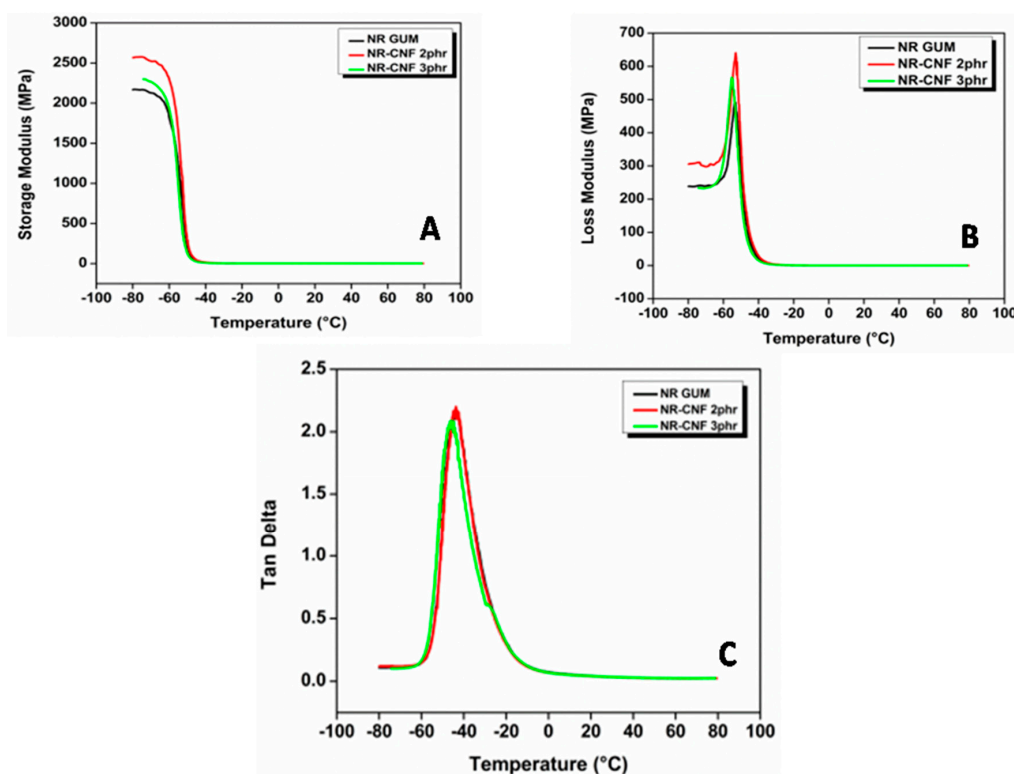 3000
2500
2000
1500
1000
500
0
-100 -80 -60 -40 -20 0 20 40 60 80 100
Storage Modulus (MPa)
Temperature (°C)
NR GUM
NR-CNF 2phr
NR-CNF 3phr
A
700
600
500
400
300
200
100
0
-100
-100 -80 -60 -40 -20 0 20 40 60 80 100
Loss Modulus (MPa)
Temperature (°C)
NR GUM
NR-CNF 2phr
NR-CNF 3phr
B
2.5
2.0
1.5
1.0
0.5
0.0
-100 -80 -60 -40 -20 0 20 40 60 80 100
Tan Delta
Temperature (°C)
NR GUM
NR-CNF 2phr
NR-CNF 3phr
C